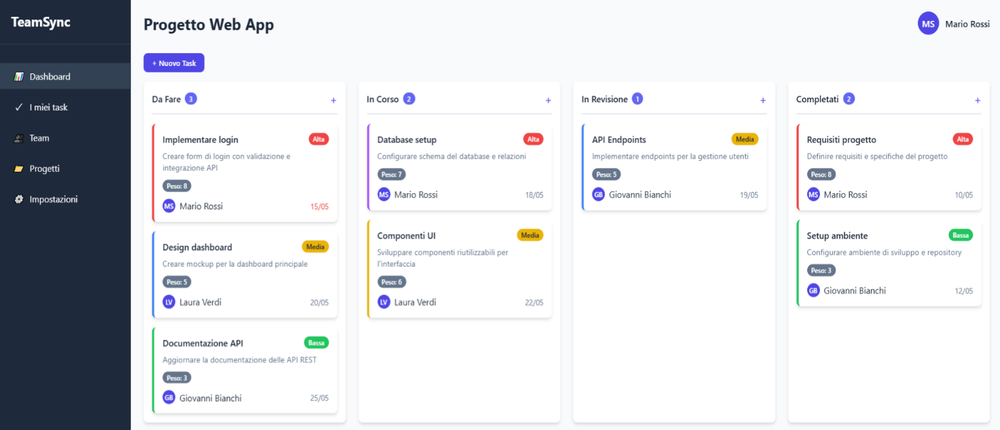 TeamSync
Dashboard
✓ I miei task
Team
Progetti
Impostazioni
Progetto Web App
MS Mario Rossi
+ Nuovo Task
Da Fare 3 +
Implementare login Alta
Creare form di login con validazione e
integrazione API
Peso: 8
MS Mario Rossi 15/05
Design dashboard Media
Creare mockup per la dashboard principale
Peso: 5
LV Laura Verdi 20/05
Documentazione API Bassa
Aggiornare la documentazione delle API REST
Peso: 3
GB Giovanni Bianchi 25/05
In Corso 2 +
Database setup Alta
Configurare schema del database e relazioni
Peso: 7
MS Mario Rossi 18/05
Componenti UI Media
Sviluppare componenti riutilizzabili per
l'interfaccia
Peso: 6
LV Laura Verdi 22/05
In Revisione 1 +
API Endpoints Media
Implementare endpoints per la gestione utenti
Peso: 5
GB Giovanni Bianchi 19/05
Completati 2 +
Requisiti progetto Alta
Definire requisiti e specifiche del progetto
Peso: 8
MS Mario Rossi 10/05
Setup ambiente Bassa
Configurare ambiente di sviluppo e repository
Peso: 3
GB Giovanni Bianchi 12/05